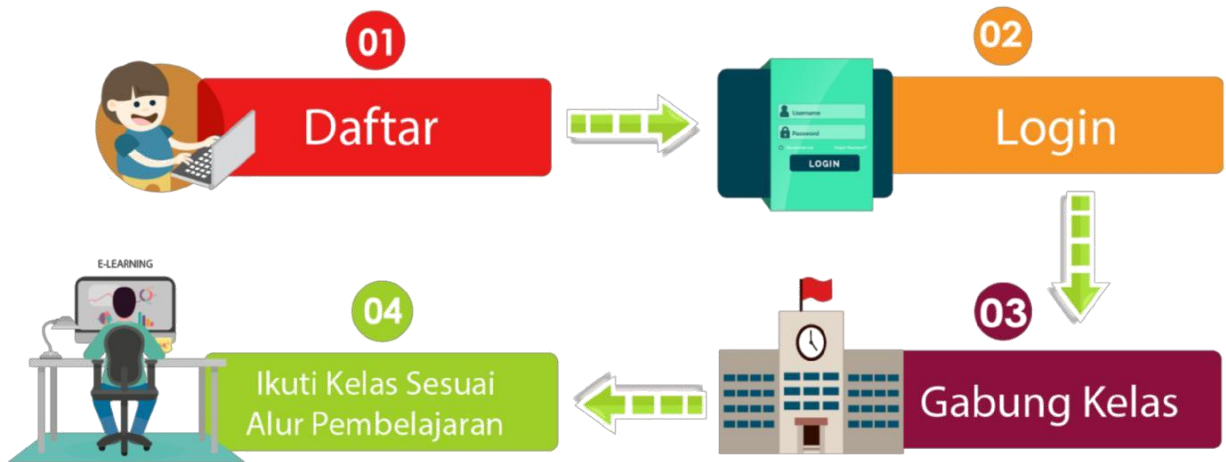 01
Daftar
02
Username
Password
LOGIN
Login
03
Gabung Kelas
E-LEARNING
04
Ikuti Kelas Sesuai
Alur Pembelajaran